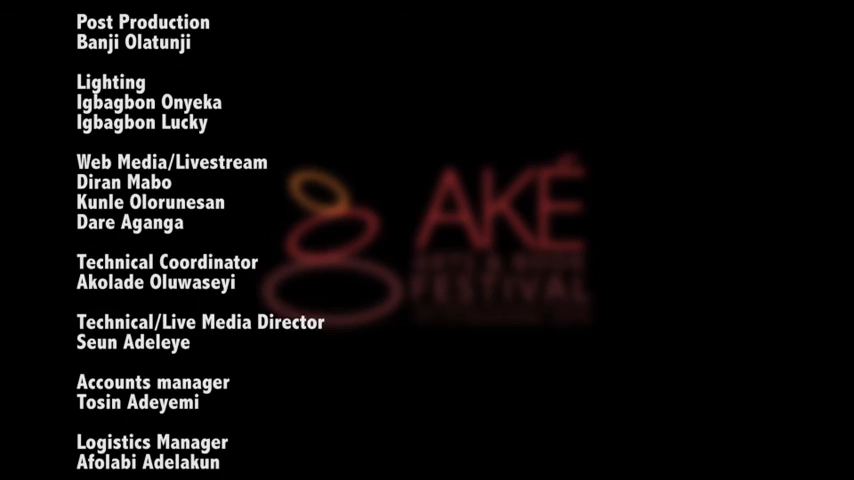 Post Production
Banji Olatunji
Lighting
Igbagbon Onyeka
Igbagbon Lucky
Web Media/Livestream
Diran Mabo
Kunle Olorunesan
Dare Aganga
Technical Coordinator
Akolade Oluwaseyi
Technical/Live Media Director
Seun Adeleye
Accounts manager
Tosin Adeyemi
Logistics Manager
Afolabi Adelakun
AKÉ
FESTIVAL